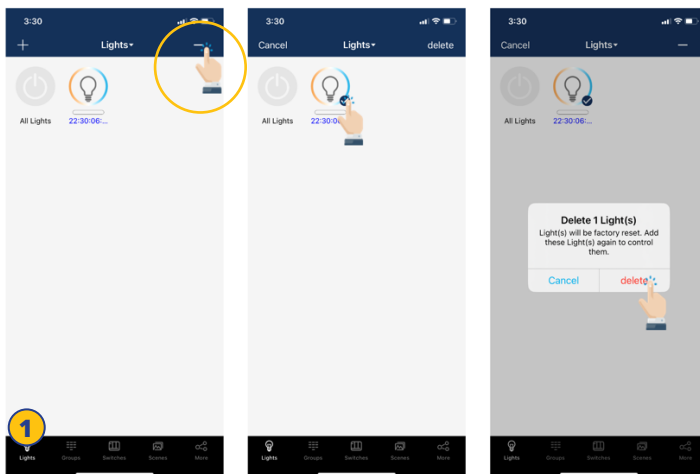 3:30
Lights
All Lights
22:30:06:...
1
Lights
Groups
Switches
Scenes
More
3:30
Cancel
Lights
delete
All Lights
22:30:0
Lights
Groups
Switches
Scenes
More
3:30
Cancel
Lights
All Lights
22:30:06:...
Delete 1 Light(s)
Light(s) will be factory reset. Add
these Light(s) again to control
them.
Cancel
delete
Lights
Groups
Switches
Scenes
More